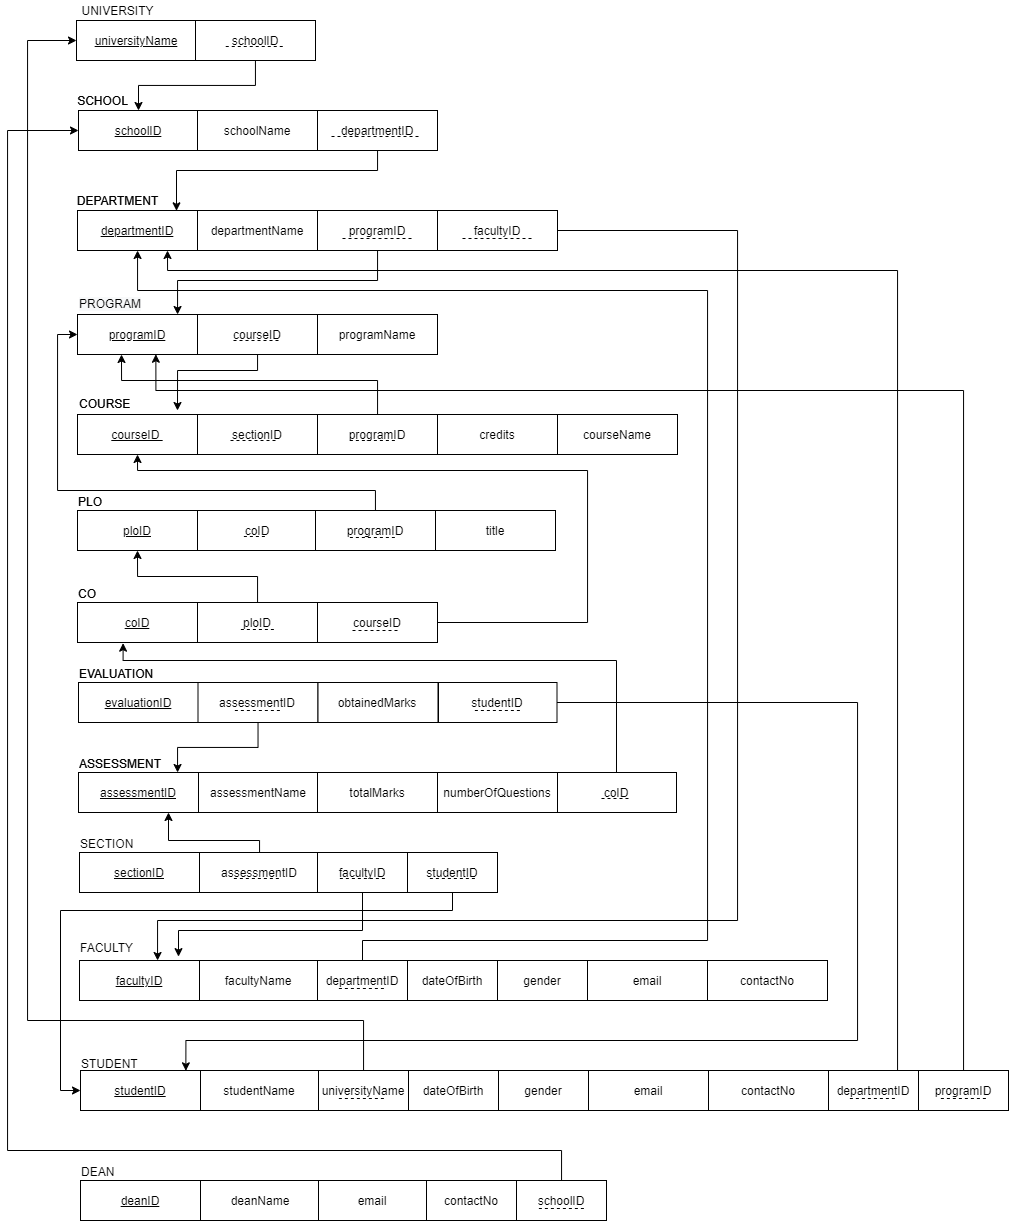 UNIVERSITY
universityName schoolID
SCHOOL
schoolID schoolName departmentID
DEPARTMENT
departmentID departmentName programID facultyID
PROGRAM
programID courseID programName
COURSE
courseID sectionID programID credits courseName
PLO
ploID coID programID title
CO
coID ploID courseID
EVALUATION
evaluationID assessmentID obtainedMarks studentID
ASSESSMENT
assessmentID assessmentName totalMarks numberOfQuestions coID
SECTION
sectionID assessmentID facultyID studentID
FACULTY
facultyID facultyName departmentID dateOfBirth gender email contactNo
STUDENT
studentID studentName universityName dateOfBirth gender email contactNo departmentID programID
DEAN
deanID deanName email contactNo schoolID